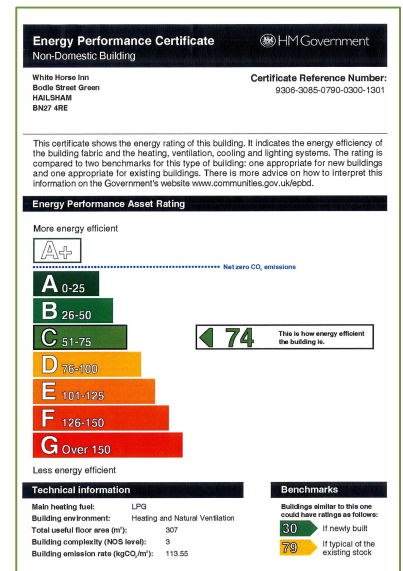 Energy Performance Certificate
HM Government
Non-Domestic Building
White Horse Inn
Bodle Street Green
HAILSHAM
BN27 4RE
Certificate Reference Number:
9306-3085-0790-0300-1301
This certificate shows the energy rating of this building. It indicates the energy efficiency of
the building fabric and the heating, ventilation, cooling and lighting systems. The rating is
compared to two benchmarks for this type of building: one appropriate for new buildings
and one appropriate for existing buildings. There is more advice on how to interpret this
information on the Government's website www.communities.gov.uk/epbd.
Energy Performance Asset Rating
More energy efficient
A+
Net zero CO₂ emissions
A 0-25
B 26-50
C 51-75
74
This is how energy efficient
the building is.
D 76-100
E 101-125
F 126-150
G Over 150
Less energy efficient
Technical information
Main heating fuel: LPG
Building environment: Heating and Natural Ventilation
Total useful floor area (m²): 307
Building complexity (NOS level): 3
Building emission rate (kgCO₂/m²): 113.55
Benchmarks
Buildings similar to this one
could have ratings as follows:
30 If newly built
79 If typical of the
existing stock